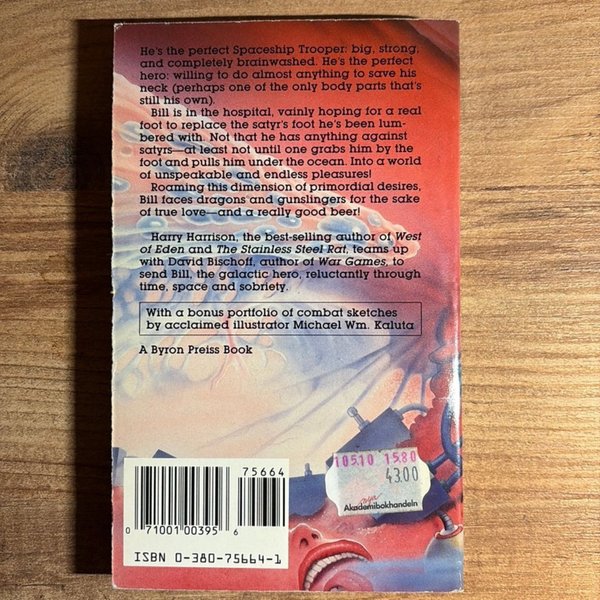 He's the perfect Spaceship Trooper: big, strong,
and completely brainwashed. He's the perfect
hero: willing to do almost anything to save his
neck (perhaps one of the only body parts that's
still his own).
Bill is in the hospital, vainly hoping for a real
foot to replace the satyr's foot he's been lum-
bered with. Not that he has anything against
satyrs—at least not until one grabs him by the
foot and pulls him under the ocean. Into a world
of unspeakable and endless pleasures!
Roaming this dimension of primordial desires,
Bill faces dragons and gunslingers for the sake
of true love—and a really good beer!
Harry Harrison, the best-selling author of West
of Eden and The Stainless Steel Rat, teams up
with David Bischoff, author of War Games, to
send Bill, the galactic hero, reluctantly through
time, space and sobriety.
With a bonus portfolio of combat sketches
by acclaimed illustrator Michael Wm. Kaluta
A Byron Preiss Book
75664
0 71001 00395 6
ISBN 0-380-75664-1
10510 1580
43.00
Akademibokhandeln